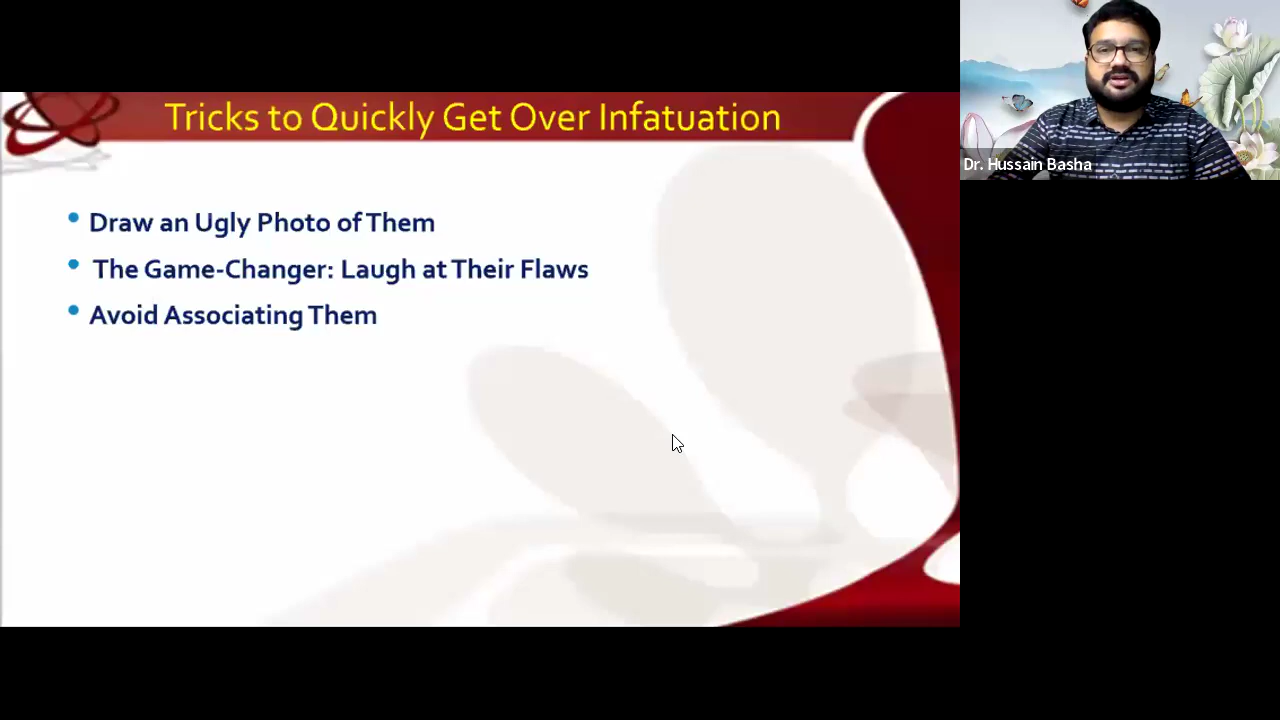 Tricks to Quickly Get Over Infatuation
Draw an Ugly Photo of Them
The Game-Changer: Laugh at Their Flaws
Avoid Associating Them
Dr. Hussain Basha